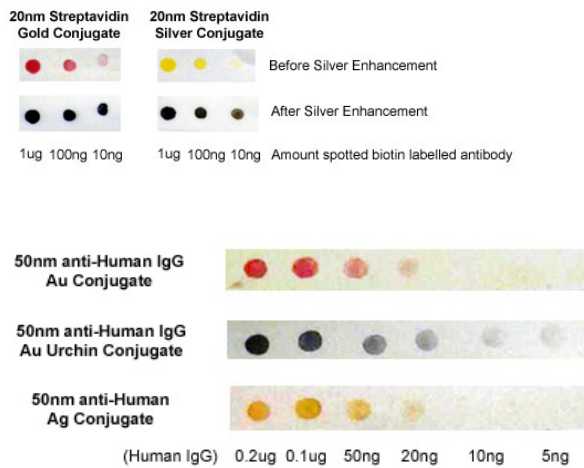 20nm Streptavidin
Gold Conjugate
20nm Streptavidin
Silver Conjugate
Before Silver Enhancement
After Silver Enhancement
1ug 100ng 10ng 1ug 100ng 10ng Amount spotted biotin labelled antibody
50nm anti-Human IgG
Au Conjugate
50nm anti-Human IgG
Au Urchin Conjugate
50nm anti-Human
Ag Conjugate
(Human IgG) 0.2ug 0.1ug 50ng 20ng 10ng 5ng